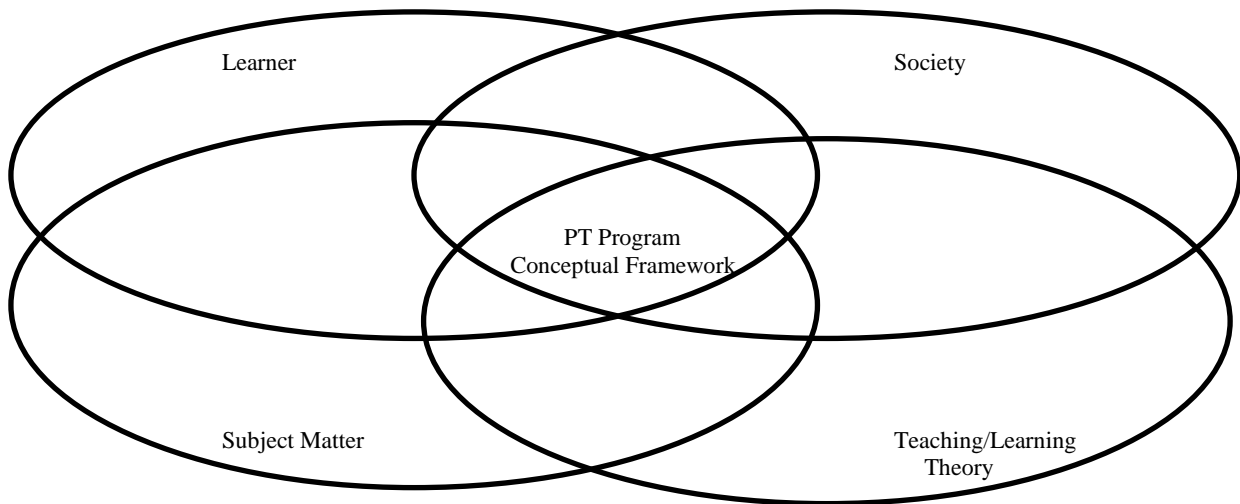 Learner
Society
PT Program
Conceptual Framework
Subject Matter
Teaching/Learning
Theory